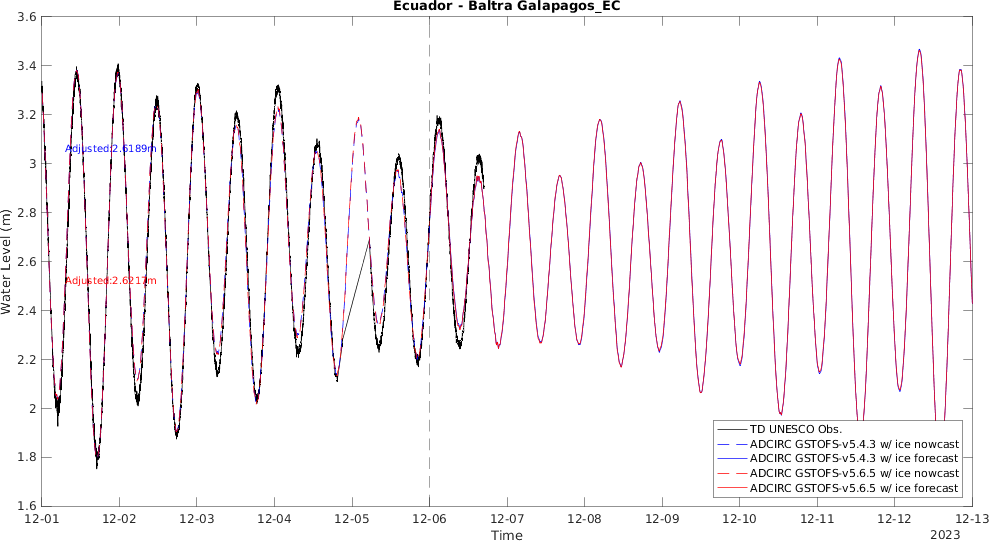 Ecuador - Baltra Galapagos_EC
3.6
3.4
3.2
3
2.8
2.6
2.4
2.2
2
1.8
1.6
Water Level (m)
Adjusted:2.6189m
Adjusted:2.6217m
TD UNESCO Obs.
ADCIRC GSTOFS-v5.4.3 w/ ice nowcast
ADCIRC GSTOFS-v5.4.3 w/ ice forecast
ADCIRC GSTOFS-v5.6.5 w/ ice nowcast
ADCIRC GSTOFS-v5.6.5 w/ ice forecast
12-01 12-02 12-03 12-04 12-05 12-06 12-07 12-08 12-09 12-10 12-11 12-12 12-13
Time
2023